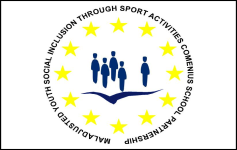 MALADJUSTED YOUTH SOCIAL INCLUSION THROUGH SPORT ACTIVITIES COMENIUS SCHOOL PARTNERSHIP